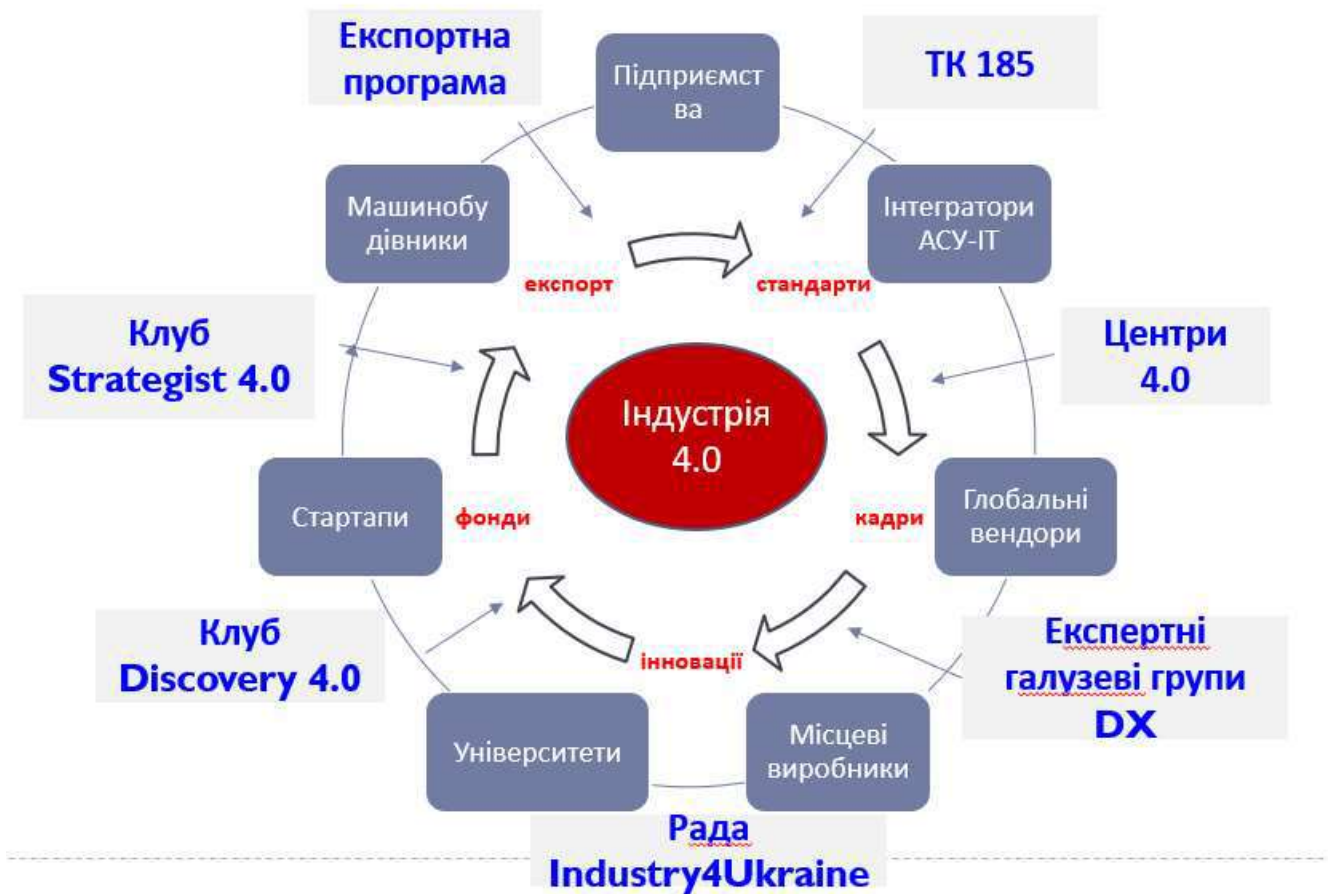 Експортна
програма
Підприємст
ва
ТК 185
Машинобу
дівники
Інтегратори
АСУ-ІТ
експорт
стандарти
Клуб
Strategist 4.0
Центри
4.0
Індустрія
4.0
Стартапи
фонди
кадри
Глобальні
вендори
Клуб
Discovery 4.0
інновації
Експертні
галузеві групи
DX
Університети
Місцеві
виробники
Рада
Industry4Ukraine